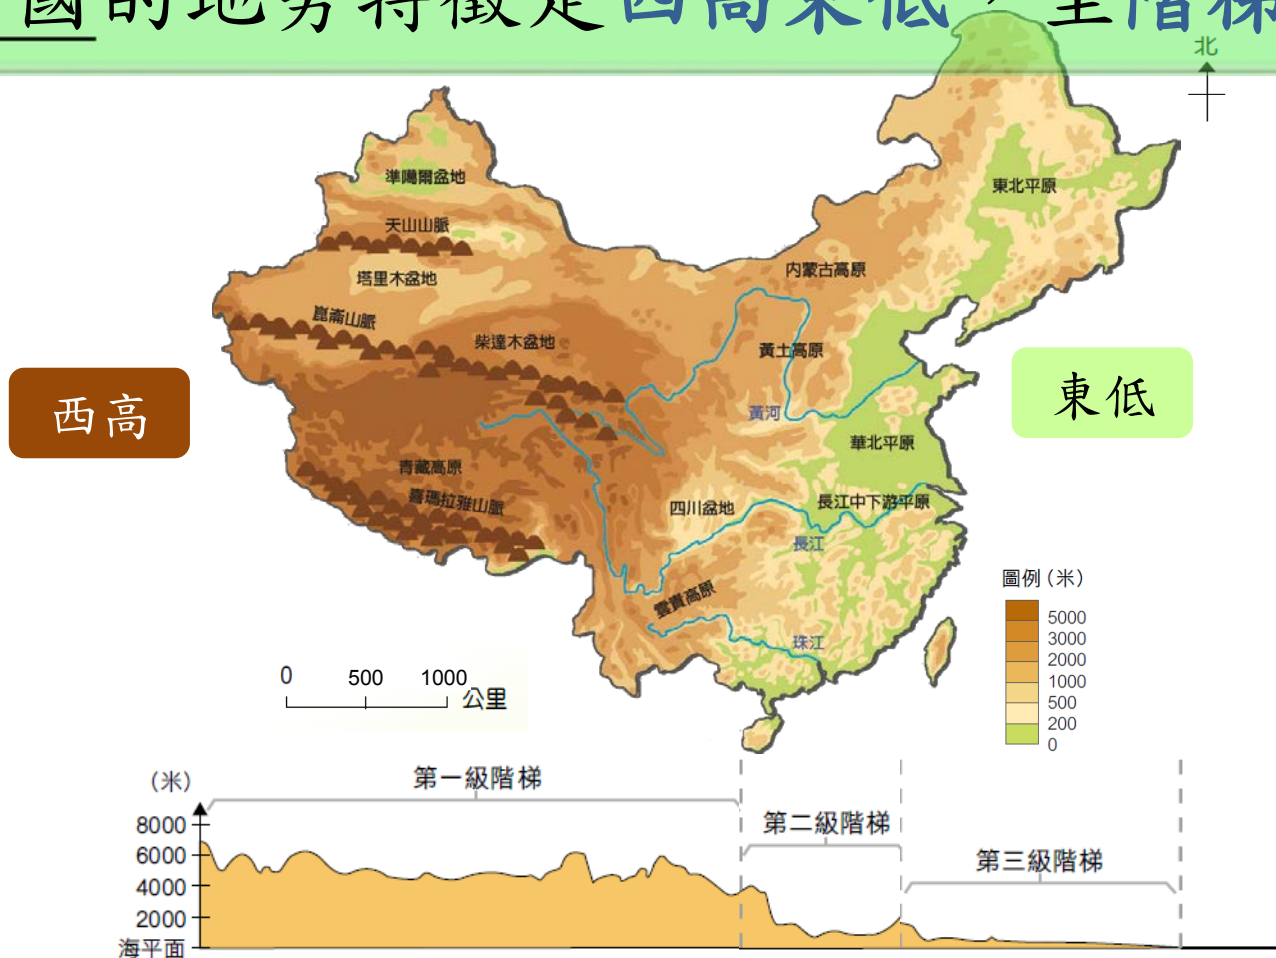 國的地勢特徵是西高東低，呈階梯
北
準噶爾盆地
天山山脈
塔里木盆地
崑崙山脈
柴達木盆地
東北平原
內蒙古高原
黃土高原
黃河
華北平原
西高
東低
青藏高原
喜瑪拉雅山脈
四川盆地
長江中下游平原
長江
雲貴高原
珠江
圖例（米）
5000
3000
2000
1000
500
200
0
0 500 1000
公里
（米）
第一級階梯
第二級階梯
第三級階梯
8000
6000
4000
2000
海平面